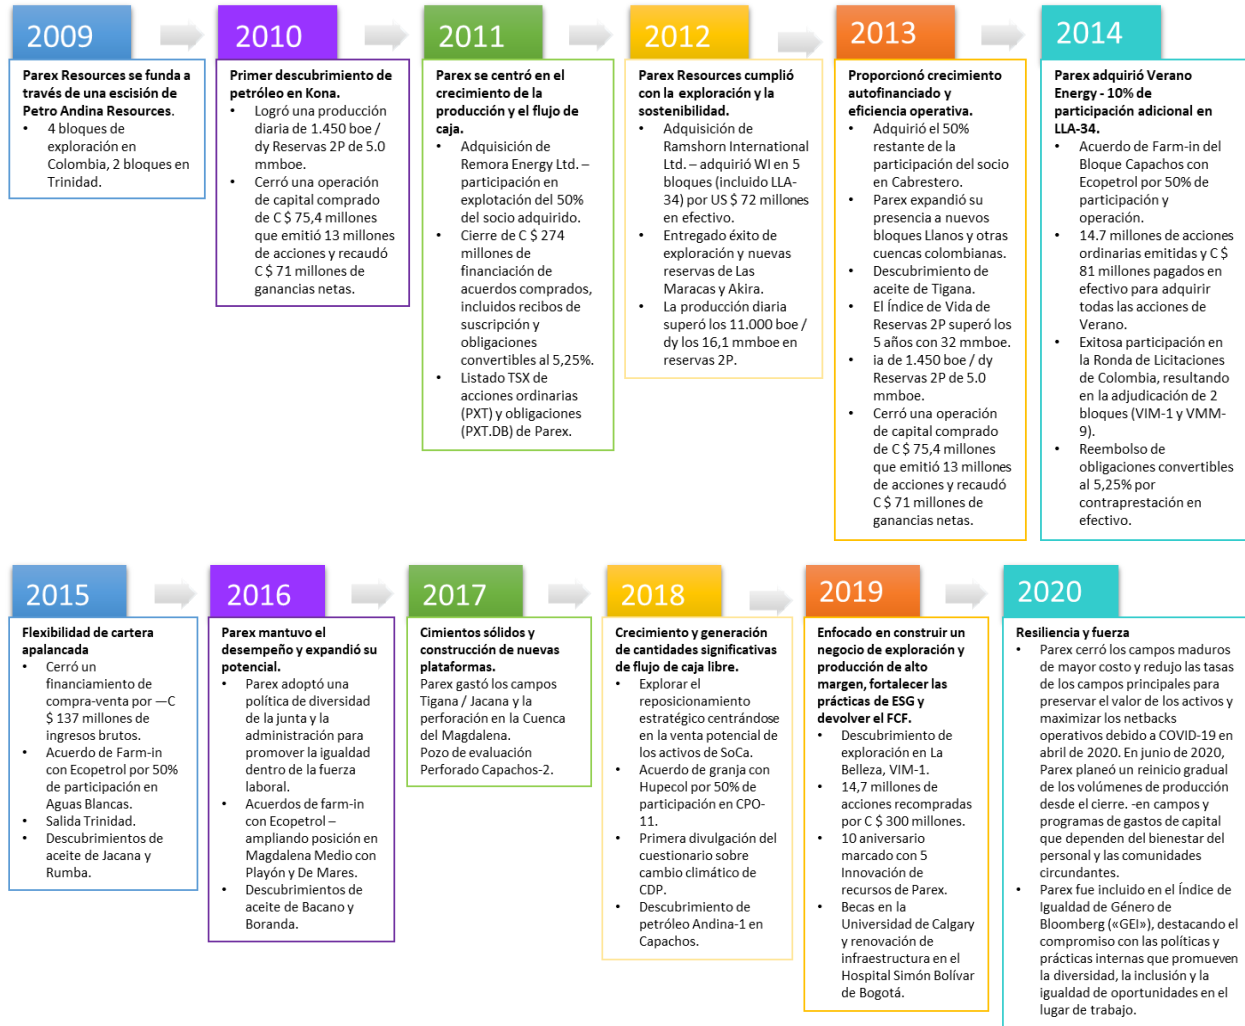 2009
Parex Resources se funda a
través de una escisión de
Petro Andina Resources.
• 4 bloques de
exploración en
Colombia, 2 bloques en
Trinidad.
2010
Primer descubrimiento de
petróleo en Kona.
• Logró una producción
diaria de 1.450 boe /
dy Reservas 2P de 5.0
mmboe.
• Cerró una operación
de capital comprado
de C $ 75,4 millones
que emitió 13 millones
de acciones y recaudó
C $ 71 millones de
ganancias netas.
2011
Parex se centró en el
crecimiento de la
producción y el flujo de
caja.
• Adquisición de
Remora Energy Ltd. –
participación en
explotación del 50%
del socio adquirido.
• Cierre de C $ 274
millones de
financiación de
acuerdos comprados,
incluidos recibos de
suscripción y
obligaciones
convertibles al 5,25%.
• Listado TSX de
acciones ordinarias
(PXT) y obligaciones
(PXT.DB) de Parex.
2012
Parex Resources cumplió
con la exploración y la
sostenibilidad.
• Adquisición de
Ramshorn International
Ltd. – adquirió WI en 5
bloques (incluido LLA-
34) por US $ 72 millones
en efectivo.
• Entregado éxito de
exploración y nuevas
reservas de Las
Maracas y Akira.
• La producción diaria
superó los 11.000 boe /
dy los 16,1 mmboe en
reservas 2P.
2013
Proporcionó crecimiento
autofinanciado y
eficiencia operativa.
• Adquirió el 50%
restante de la
participación del socio
en Cabrestero.
• Parex expandió su
presencia a nuevos
bloques Llanos y otras
cuencas colombianas.
• Descubrimiento de
aceite de Tigana.
• El Índice de Vida de
Reservas 2P superó los
5 años con 32 mmboe.
• ia de 1.450 boe / dy
Reservas 2P de 5.0
mmboe.
• Cerró una operación
de capital comprado
de C $ 75,4 millones
que emitió 13 millones
de acciones y recaudó
C $ 71 millones de
ganancias netas.
2014
Parex adquirió Verano
Energy - 10% de
participación adicional en
LLA-34.
• Acuerdo de Farm-in del
Bloque Capachos con
Ecopetrol por 50% de
participación y
operación.
• 14.7 millones de acciones
ordinarias emitidas y C $
81 millones pagados en
efectivo para adquirir
todas las acciones de
Verano.
• Exitosa participación en
la Ronda de Licitaciones
de Colombia, resultando
en la adjudicación de 2
bloques (VIM-1 y VMM-
9).
• Reembolso de
obligaciones convertibles
al 5,25% por
contraprestación en
efectivo.
2015
Flexibilidad de cartera
apalancada
• Cerró un
financiamiento de
compra-venta por —C
$ 137 millones de
ingresos brutos.
• Acuerdo de Farm-in
con Ecopetrol por 50%
de participación en
Aguas Blancas.
• Salida Trinidad.
• Descubrimientos de
aceite de Jacana y
Rumba.
2016
Parex mantuvo el
desempeño y expandió su
potencial.
• Parex adoptó una
política de diversidad
de la junta y la
administración para
promover la igualdad
dentro de la fuerza
laboral.
• Acuerdos de farm-in
con Ecopetrol –
ampliando posición en
Magdalena Medio con
Playón y De Mares.
• Descubrimientos de
aceite de Bacano y
Boranda.
2017
Cimientos sólidos y
construcción de nuevas
plataformas.
Parex gastó los campos
Tigana / Jacana y la
perforación en la Cuenca
del Magdalena.
Pozo de evaluación
Perforado Capachos-2.
2018
Crecimiento y generación
de cantidades significativas
de flujo de caja libre.
• Explorar el
reposicionamiento
estratégico centrándose
en la venta potencial de
los activos de SoCa.
• Acuerdo de granja con
Hupecol por 50% de
participación en CPO-
11.
• Primera divulgación del
cuestionario sobre
cambio climático de
CDP.
• Descubrimiento de
petróleo Andina-1 en
Capachos.
2019
Enfocado en construir un
negocio de exploración y
producción de alto
margen, fortalecer las
prácticas de ESG y
devolver el FCF.
• Descubrimiento de
exploración en La
Belleza, VIM-1.
• 14,7 millones de
acciones recompradas
por C $ 300 millones.
• 10 aniversario
marcado con 5
Innovación de
recursos de Parex.
• Becas en la
Universidad de Calgary
y renovación de
infraestructura en el
Hospital Simón Bolívar
de Bogotá.
2020
Resiliencia y fuerza
• Parex cerró los campos maduros
de mayor costo y redujo las tasas
de los campos principales para
preservar el valor de los activos y
maximizar los netbacks
operativos debido a COVID-19 en
abril de 2020. En junio de 2020,
Parex planeó un reinicio gradual
de los volúmenes de producción
desde el cierre. -en campos y
programas de gastos de capital
que dependen del bienestar del
personal y las comunidades
circundantes.
• Parex fue incluido en el Índice de
Igualdad de Género de
Bloomberg («GEI»), destacando el
compromiso con las políticas y
prácticas internas que promueven
la diversidad, la inclusión y la
igualdad de oportunidades en el
lugar de trabajo.